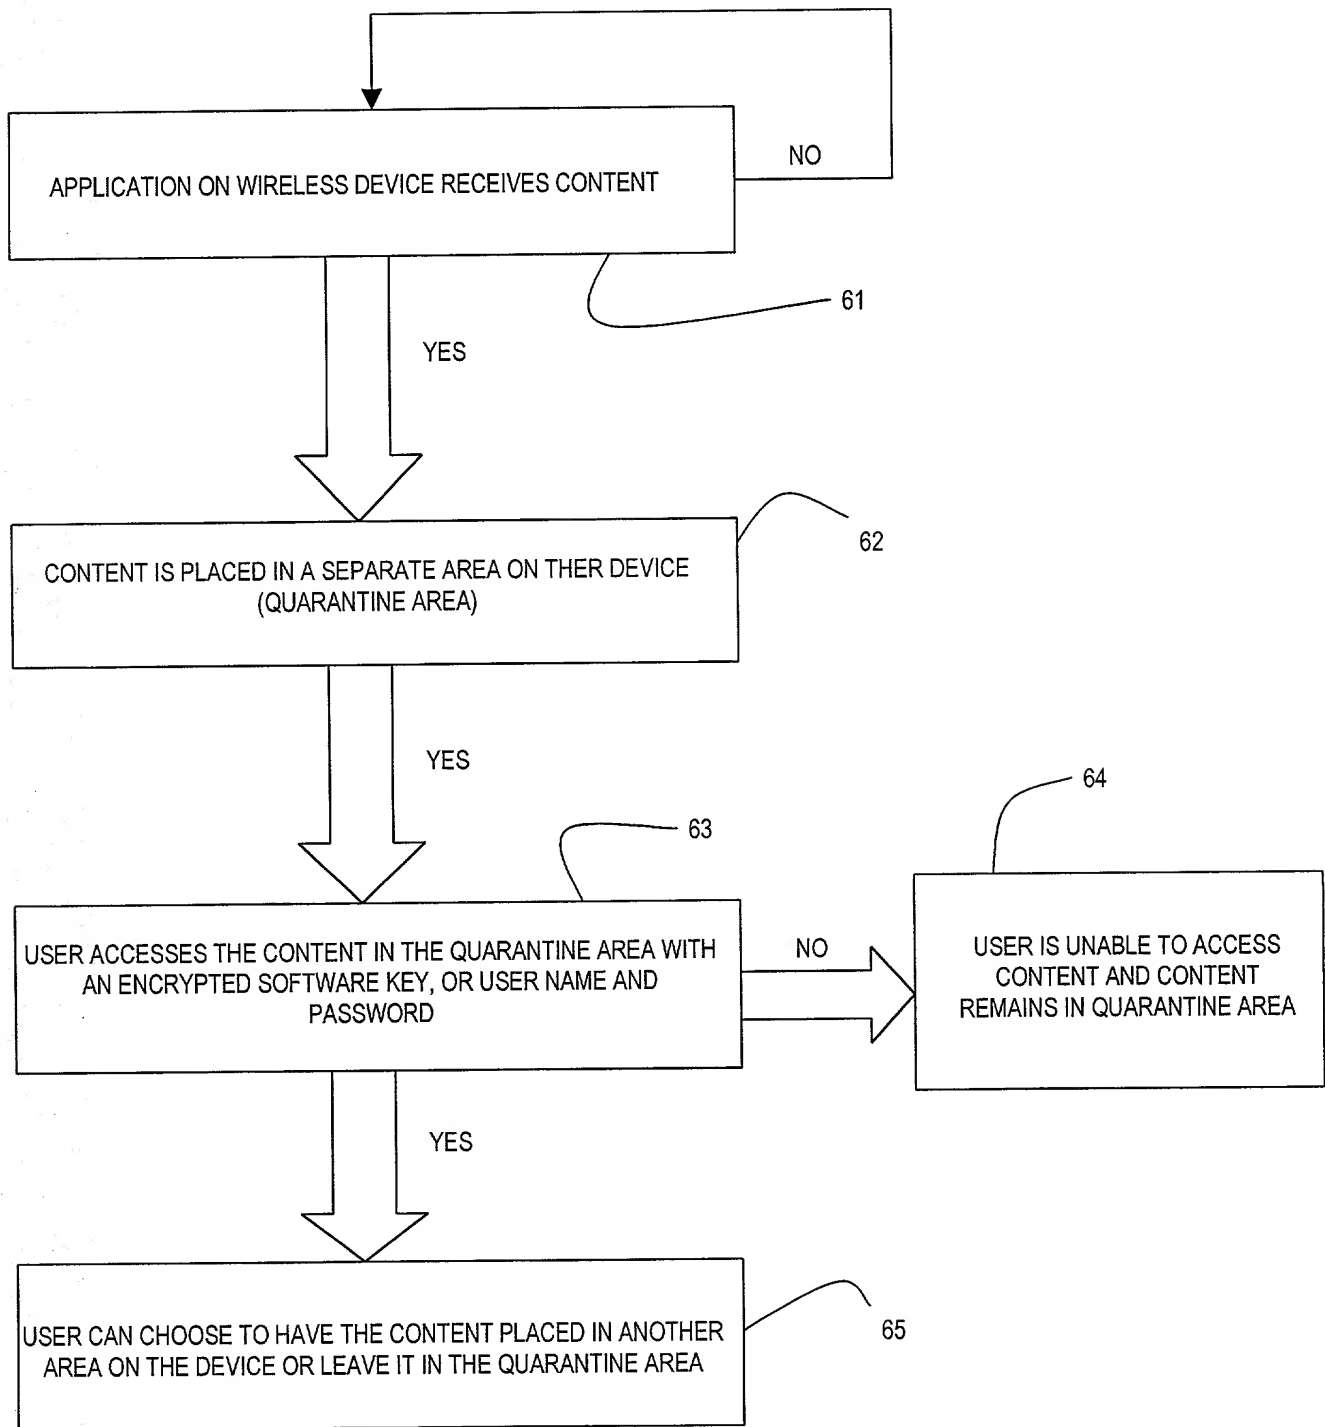 APPLICATION ON WIRELESS DEVICE RECEIVES CONTENT
NO
61
YES
CONTENT IS PLACED IN A SEPARATE AREA ON THER DEVICE
(QUARANTINE AREA)
62
YES
63
64
USER ACCESSES THE CONTENT IN THE QUARANTINE AREA WITH
AN ENCRYPTED SOFTWARE KEY, OR USER NAME AND
PASSWORD
NO
USER IS UNABLE TO ACCESS
CONTENT AND CONTENT
REMAINS IN QUARANTINE AREA
YES
USER CAN CHOOSE TO HAVE THE CONTENT PLACED IN ANOTHER
AREA ON THE DEVICE OR LEAVE IT IN THE QUARANTINE AREA
65